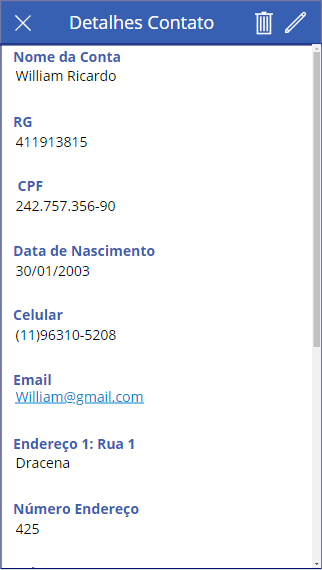 Detalhes Contato
Nome da Conta
William Ricardo
RG
411913815
CPF
242.757.356-90
Data de Nascimento
30/01/2003
Celular
(11)96310-5208
Email
William@gmail.com
Endereço 1: Rua 1
Dracena
Número Endereço
425